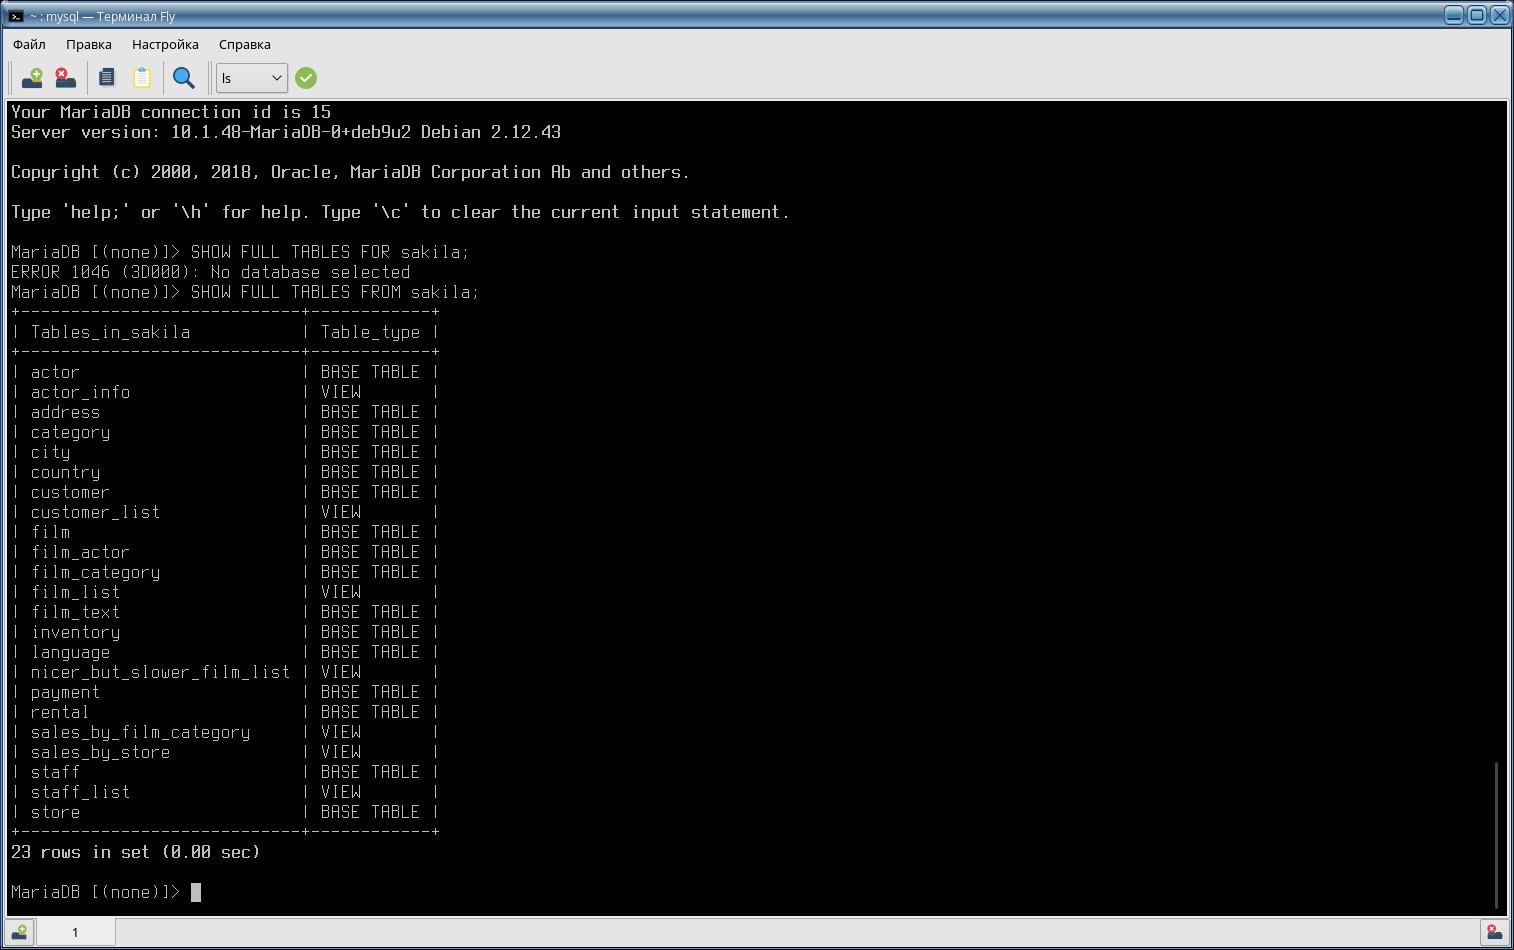 ~ : mysql — Терминал Fly
Файл Правка Настройка Справка
ls
Your MariaDB connection id is 15
Server version: 10.1.48-MariaDB-0+deb9u2 Debian 2.12.43
Copyright (c) 2000, 2018, Oracle, MariaDB Corporation Ab and others.
Type 'help;' or '\h' for help. Type '\c' to clear the current input statement.
MariaDB [(none)]> SHOW FULL TABLES FOR sakila;
ERROR 1046 (3D000): No database selected
MariaDB [(none)]> SHOW FULL TABLES FROM sakila;
+----------------------------+------------+
| Tables_in_sakila           | Table_type |
+----------------------------+------------+
| actor                      | BASE TABLE |
| actor_info                 | VIEW       |
| address                    | BASE TABLE |
| category                   | BASE TABLE |
| city                       | BASE TABLE |
| country                    | BASE TABLE |
| customer                   | BASE TABLE |
| customer_list              | VIEW       |
| film                       | BASE TABLE |
| film_actor                 | BASE TABLE |
| film_category              | BASE TABLE |
| film_list                  | VIEW       |
| film_text                  | BASE TABLE |
| inventory                  | BASE TABLE |
| language                   | BASE TABLE |
| nicer_but_slower_film_list | VIEW       |
| payment                    | BASE TABLE |
| rental                     | BASE TABLE |
| sales_by_film_category     | VIEW       |
| sales_by_store             | VIEW       |
| staff                      | BASE TABLE |
| staff_list                 | VIEW       |
| store                      | BASE TABLE |
+----------------------------+------------+
23 rows in set (0.00 sec)
MariaDB [(none)]>
1